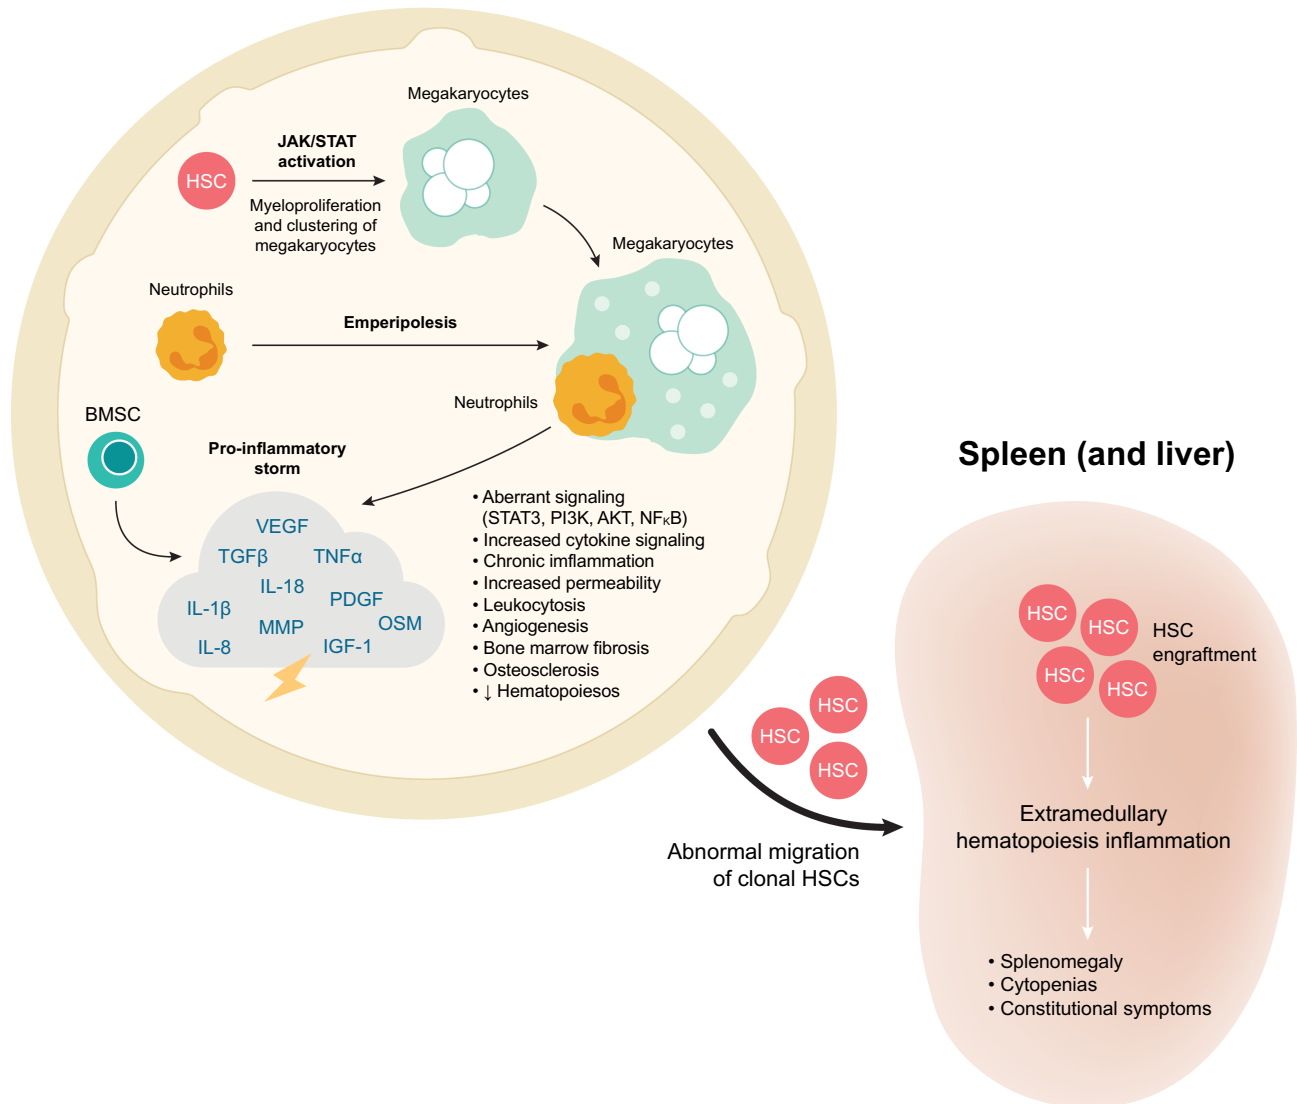 Megakaryocytes
JAK/STAT
activation
HSC
Myeloproliferation
and clustering of
megakaryocytes
Megakaryocytes
Neutrophils
Emperipolesis
Neutrophils
BMSC
Pro-inflammatory
storm
VEGF
TGFβ TNFα
IL-18
IL-1β PDGF
MMP OSM
IL-8 IGF-1
• Aberrant signaling
(STAT3, PI3K, AKT, NFκB)
• Increased cytokine signaling
• Chronic imflammation
• Increased permeability
• Leukocytosis
• Angiogenesis
• Bone marrow fibrosis
• Osteosclerosis
• ↓ Hematopoiesos
HSC
HSC
HSC
Abnormal migration
of clonal HSCs
Spleen (and liver)
HSC
HSC
HSC
HSC
HSC
engraftment
Extramedullary
hematopoiesis inflammation
• Splenomegaly
• Cytopenias
• Constitutional symptoms